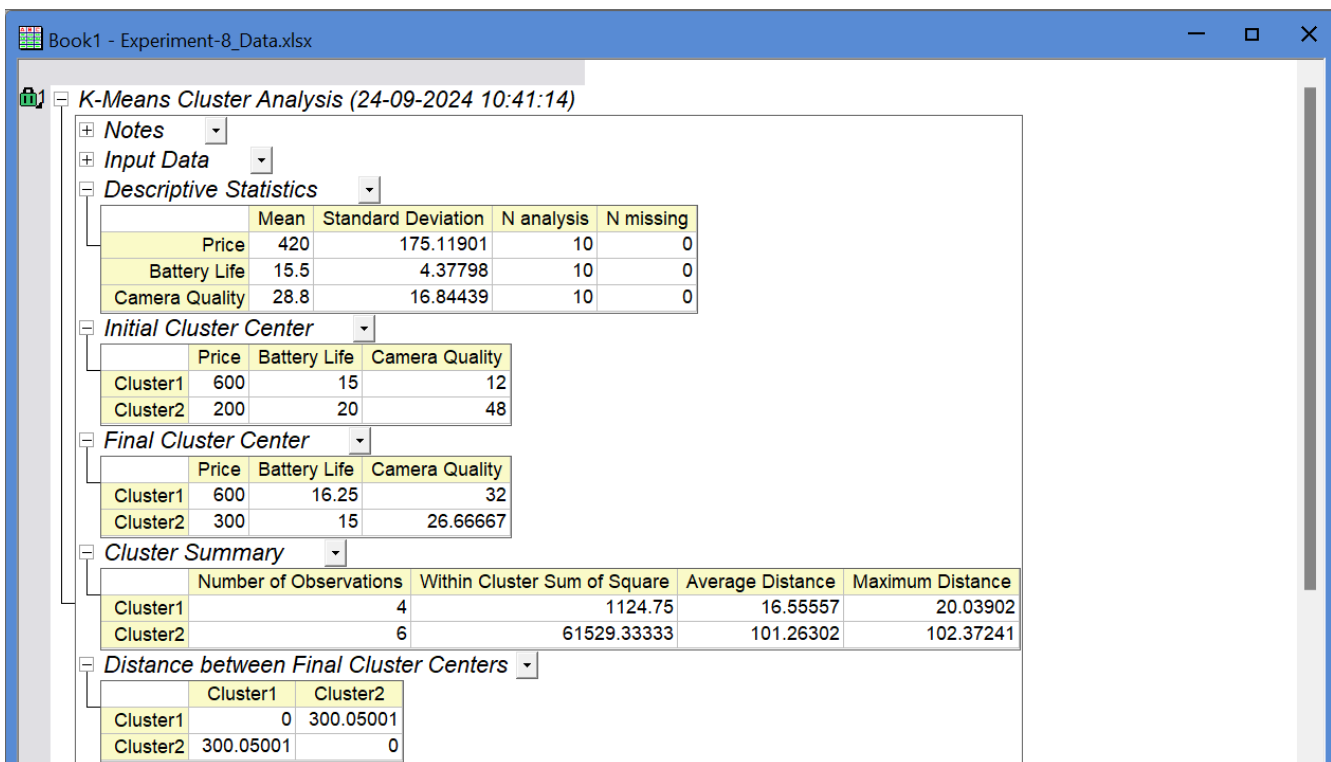 Book1 - Experiment-8_Data.xlsx
K-Means Cluster Analysis (24-09-2024 10:41:14)
Notes
Input Data
Descriptive Statistics
Mean Standard Deviation N analysis N missing
Price 420 175.11901 10 0
Battery Life 15.5 4.37798 10 0
Camera Quality 28.8 16.84439 10 0
Initial Cluster Center
Price Battery Life Camera Quality
Cluster1 600 15 12
Cluster2 200 20 48
Final Cluster Center
Price Battery Life Camera Quality
Cluster1 600 16.25 32
Cluster2 300 15 26.66667
Cluster Summary
Number of Observations Within Cluster Sum of Square Average Distance Maximum Distance
Cluster1 4 1124.75 16.55557 20.03902
Cluster2 6 61529.33333 101.26302 102.37241
Distance between Final Cluster Centers
Cluster1 Cluster2
Cluster1 0 300.05001
Cluster2 300.05001 0